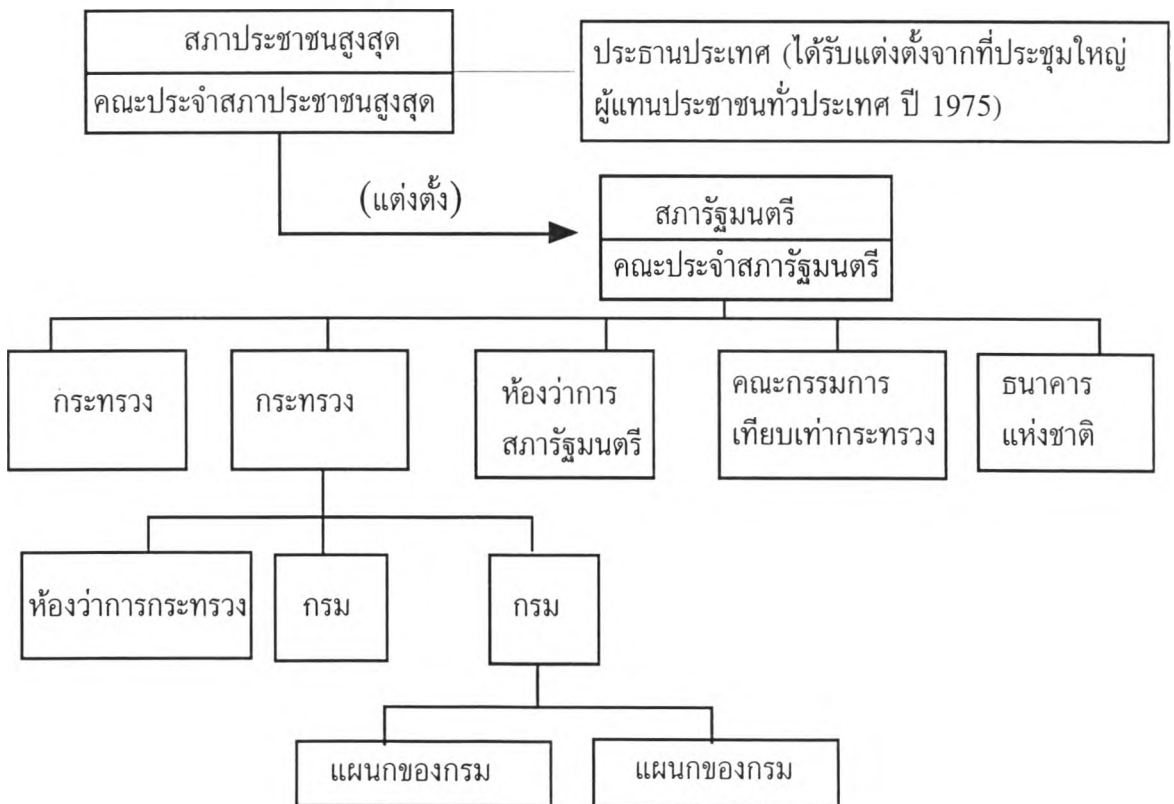 สภาประชาชนสูงสุด
คณะประจำสภาประชาชนสูงสุด
ประธานประเทศ (ได้รับแต่งตั้งจากที่ประชุมใหญ่
ผู้แทนประชาชนทั่วประเทศ ปี 1975)
(แต่งตั้ง)
สภารัฐมนตรี
คณะประจำสภารัฐมนตรี
กระทรวง
กระทรวง
ห้องว่าการ
สภารัฐมนตรี
คณะกรรมการ
เทียบเท่ากระทรวง
ธนาคาร
แห่งชาติ
ห้องว่าการกระทรวง
กรม
กรม
แผนกของกรม
แผนกของกรม